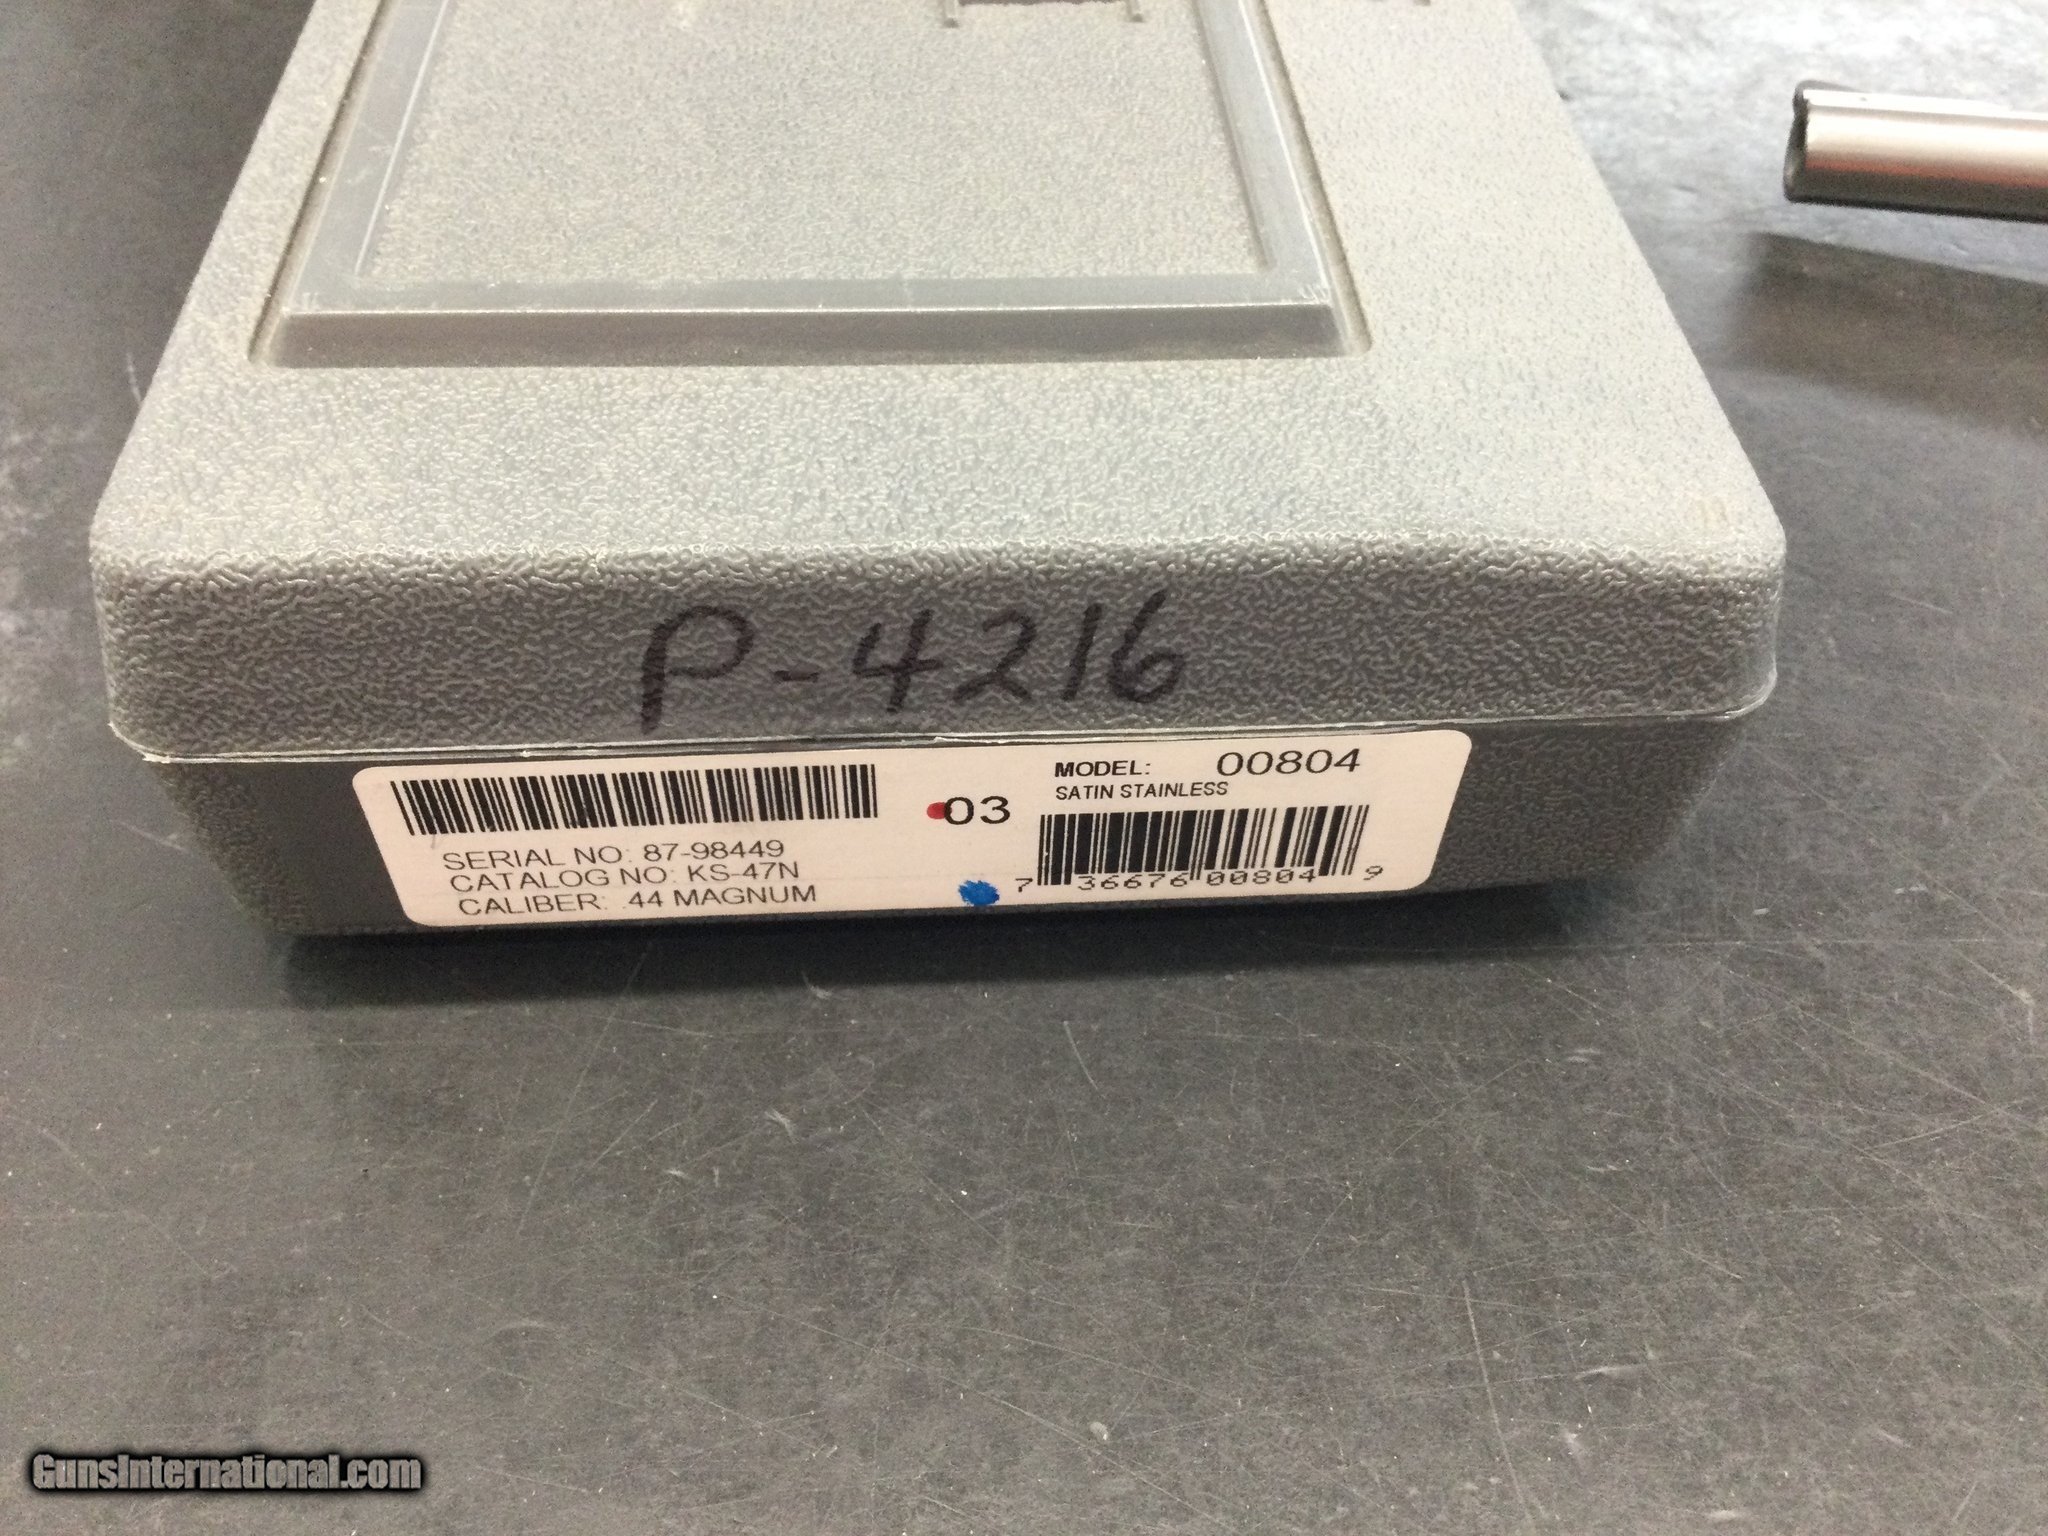 P-4216
MODEL: 00804
SATIN STAINLESS
03
SERIAL NO: 87-98449
CATALOG NO: KS-47N
CALIBER: .44 MAGNUM
7 36676 00804 9
GunsInternational.com